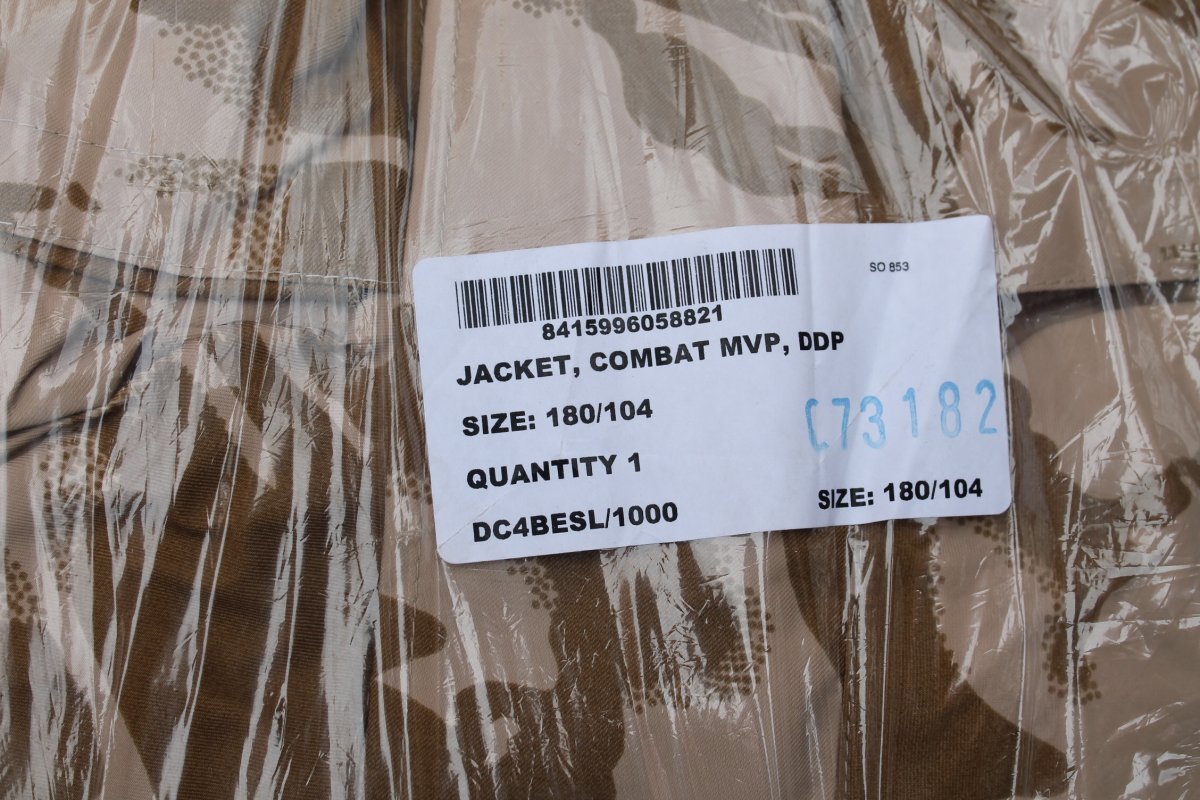 SO 853
8415996058821
JACKET, COMBAT MVP, DDP
SIZE: 180/104
C73182
QUANTITY 1
DC4BESL/1000
SIZE: 180/104